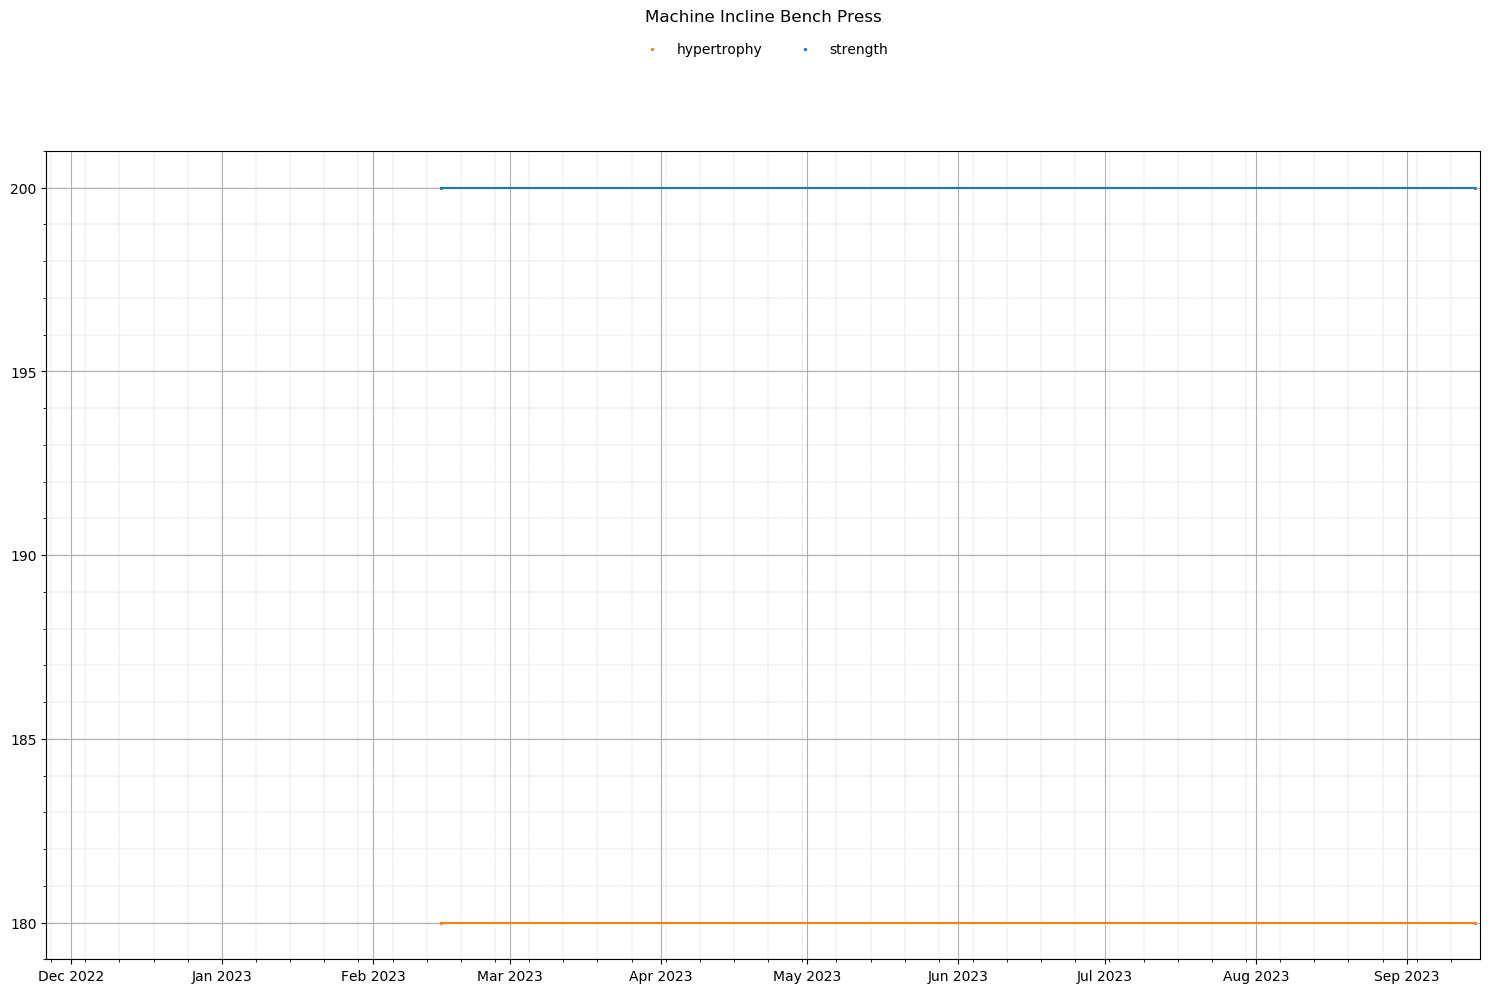 Machine Incline Bench Press
hypertrophy strength
200
195
190
185
180
Dec 2022 Jan 2023 Feb 2023 Mar 2023 Apr 2023 May 2023 Jun 2023 Jul 2023 Aug 2023 Sep 2023